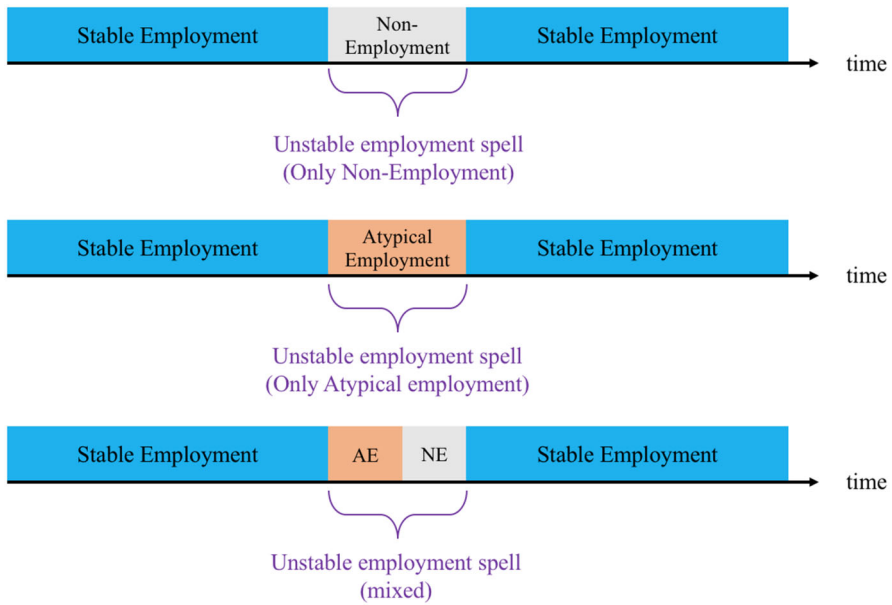 Stable Employment
Non-
Employment
Stable Employment
time
Unstable employment spell
(Only Non-Employment)
Stable Employment
Atypical
Employment
Stable Employment
time
Unstable employment spell
(Only Atypical employment)
Stable Employment
AE
NE
Stable Employment
time
Unstable employment spell
(mixed)